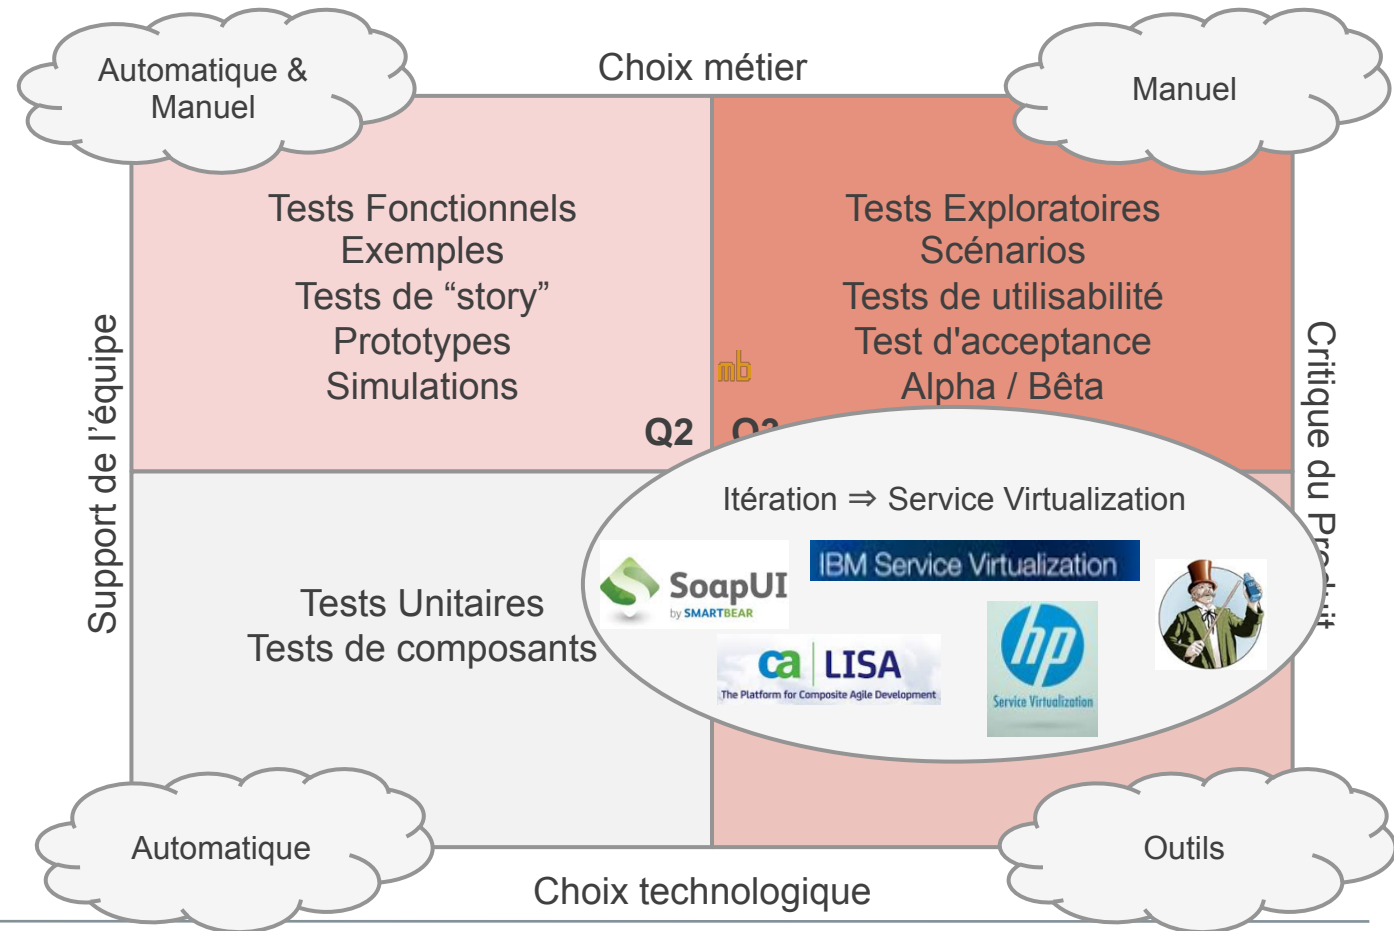 Automatique &
Manuel
Choix métier
Manuel
Tests Fonctionnels
Exemples
Tests de “story”
Prototypes
Simulations
Q2
Tests Exploratoires
Scénarios
Tests de utilisabilité
Test d'acceptance
Alpha / Bêta
mb
Support de l'équipe
Critique du Produit
Itération ⇒ Service Virtualization
SoapUI
by SMARTBEAR
IBM Service Virtualization
ca LISA
The Platform for Composite Agile Development
hp
Service Virtualization
Tests Unitaires
Tests de composants
Automatique
Outils
Choix technologique